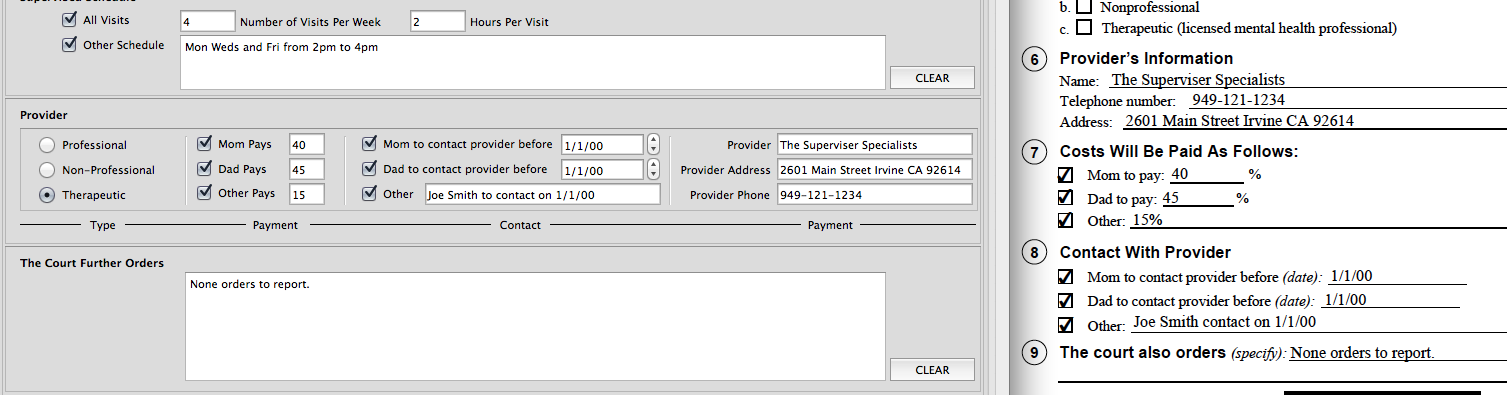 All Visits 4 Number of Visits Per Week 2 Hours Per Visit
Other Schedule Mon Weds and Fri from 2pm to 4pm
CLEAR
Provider
Professional Mom Pays 40 Mom to contact provider before 1/1/00 Provider The Superviser Specialists
Non-Professional Dad Pays 45 Dad to contact provider before 1/1/00 Provider Address 2601 Main Street Irvine CA 92614
Therapeutic Other Pays 15 Other Joe Smith to contact on 1/1/00 Provider Phone 949-121-1234
Type Payment Contact Payment
The Court Further Orders
None orders to report.
CLEAR
b. Nonprofessional
c. Therapeutic (licensed mental health professional)
6 Provider's Information
Name: The Superviser Specialists
Telephone number: 949-121-1234
Address: 2601 Main Street Irvine CA 92614
7 Costs Will Be Paid As Follows:
Mom to pay: 40 %
Dad to pay: 45 %
Other: 15%
8 Contact With Provider
Mom to contact provider before (date): 1/1/00
Dad to contact provider before (date): 1/1/00
Other: Joe Smith contact on 1/1/00
9 The court also orders (specify): None orders to report.